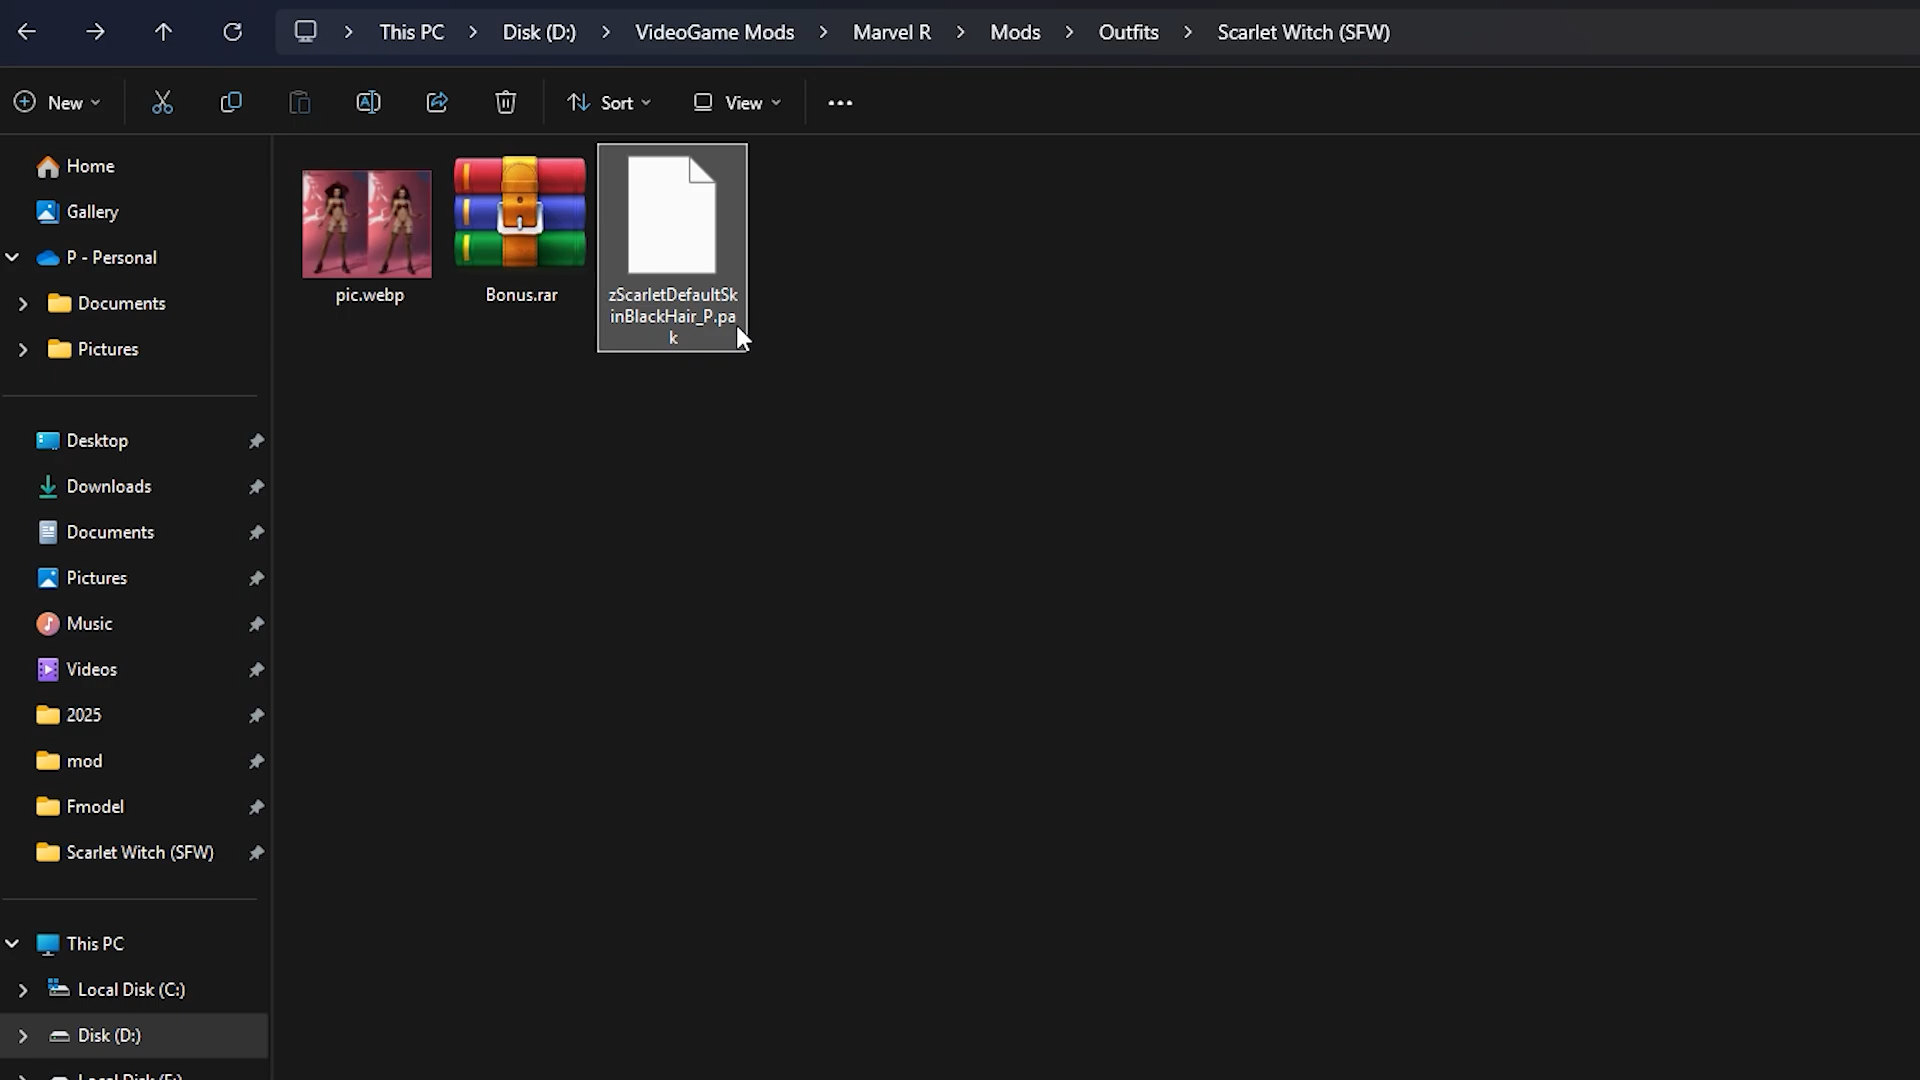 This PC > Disk (D:) > VideoGame Mods > Marvel R > Mods > Outfits > Scarlet Witch (SFW)
New Sort View
Home
Gallery
P - Personal
Documents
Pictures
Desktop
Downloads
Documents
Pictures
Music
Videos
2025
mod
Fmodel
Scarlet Witch (SFW)
This PC
Local Disk (C:)
Disk (D:)
pic.webp
Bonus.rar
zScarletDefaultSk
inBlackHair_P.pa
k